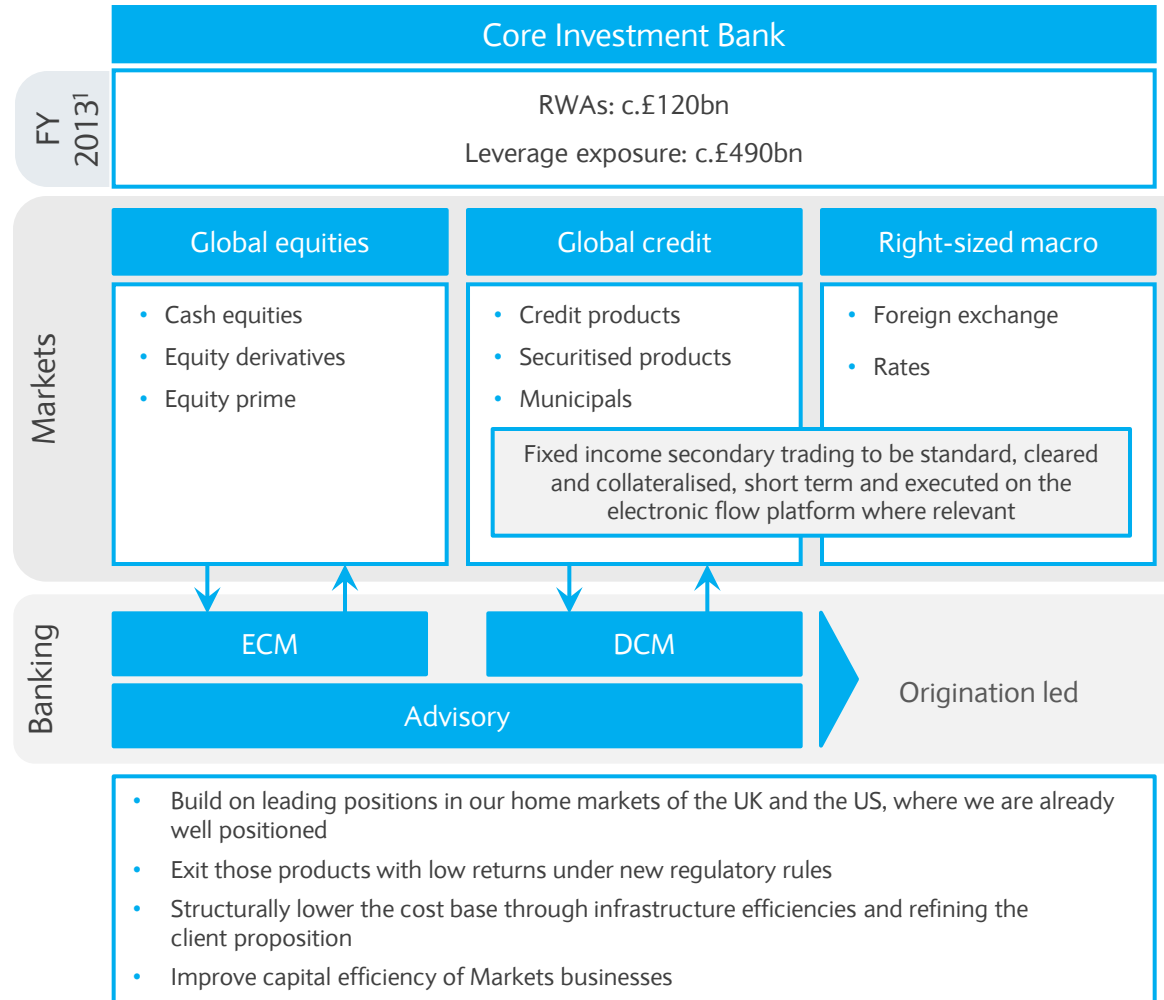 Core Investment Bank
FY
2013¹
RWAs: c.£120bn
Leverage exposure: c.£490bn
Markets
Global equities
• Cash equities
• Equity derivatives
• Equity prime
Global credit
• Credit products
• Securitised products
• Municipals
Right-sized macro
• Foreign exchange
• Rates
Fixed income secondary trading to be standard, cleared
and collateralised, short term and executed on the
electronic flow platform where relevant
Banking
ECM
DCM
Advisory
Origination led
• Build on leading positions in our home markets of the UK and the US, where we are already
well positioned
• Exit those products with low returns under new regulatory rules
• Structurally lower the cost base through infrastructure efficiencies and refining the
client proposition
• Improve capital efficiency of Markets businesses